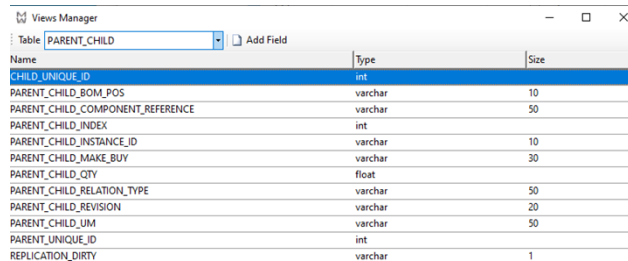 Views Manager
Table PARENT_CHILD Add Field
Name Type Size
CHILD_UNIQUE_ID int
PARENT_CHILD_BOM_POS varchar 10
PARENT_CHILD_COMPONENT_REFERENCE varchar 50
PARENT_CHILD_INDEX int
PARENT_CHILD_INSTANCE_ID varchar 10
PARENT_CHILD_MAKE_BUY varchar 30
PARENT_CHILD_QTY float
PARENT_CHILD_RELATION_TYPE varchar 50
PARENT_CHILD_REVISION varchar 20
PARENT_CHILD_UM varchar 50
PARENT_UNIQUE_ID int
REPLICATION_DIRTY varchar 1